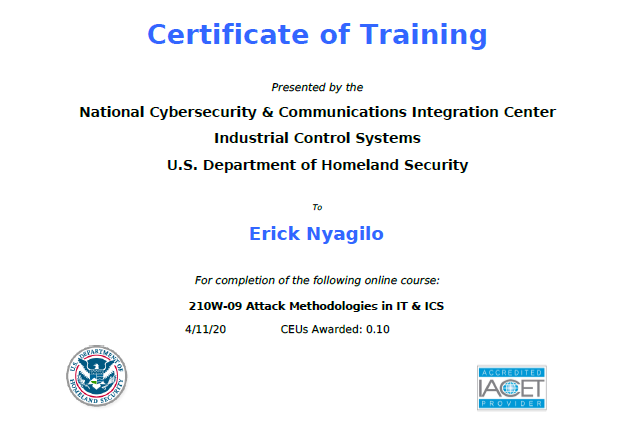 Certificate of Training
Presented by the
National Cybersecurity & Communications Integration Center
Industrial Control Systems
U.S. Department of Homeland Security
To
Erick Nyagilo
For completion of the following online course:
210W-09 Attack Methodologies in IT & ICS
4/11/20 CEUs Awarded: 0.10
U.S. DEPARTMENT OF
HOMELAND SECURITY
ACCREDITED
IACET
PROVIDER